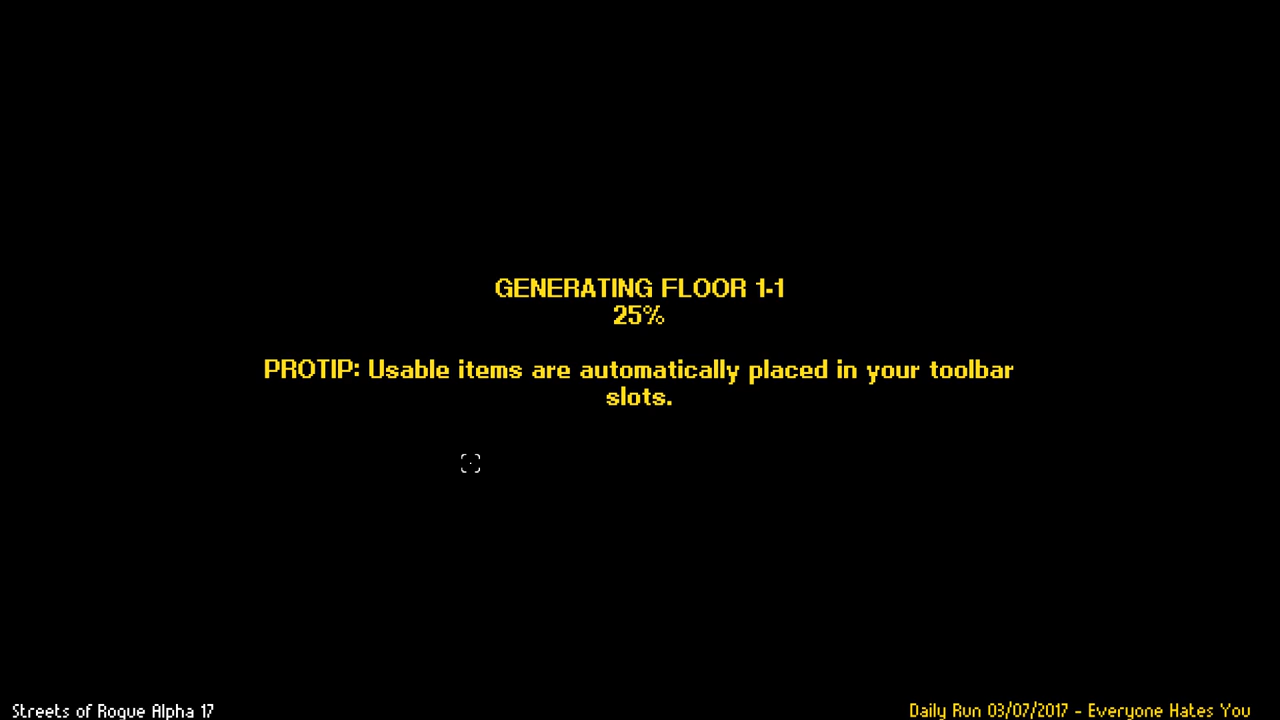 GENERATING FLOOR 1-1
25%
PROTIP: Usable items are automatically placed in your toolbar
slots.
Streets of Rogue Alpha 17
Daily Run 03/07/2017 - Everyone Hates You